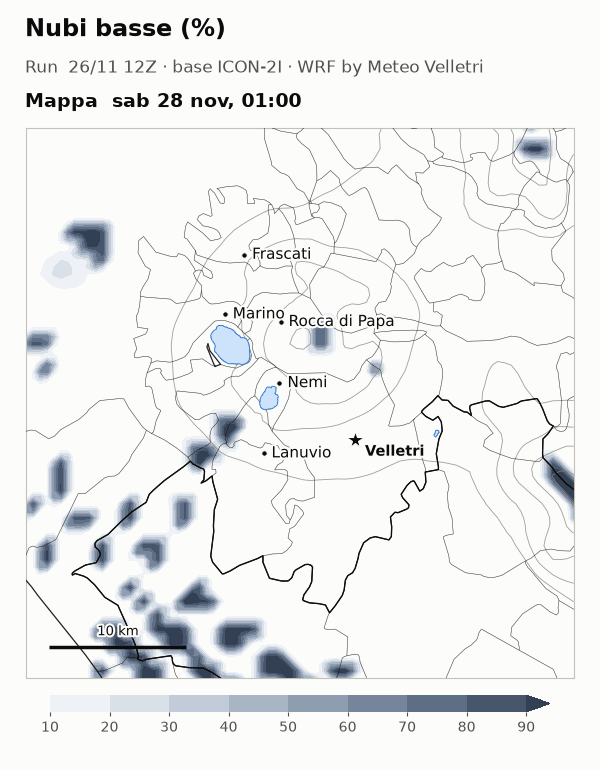 Nubi basse (%)
Run  26/11 12Z · base ICON-2I · WRF by Meteo Velletri
Mappa  sab 28 nov, 01:00
Frascati
Marino
Rocca di Papa
Nemi
Velletri
Lanuvio
10 km
10 20 30 40 50 60 70 80 90